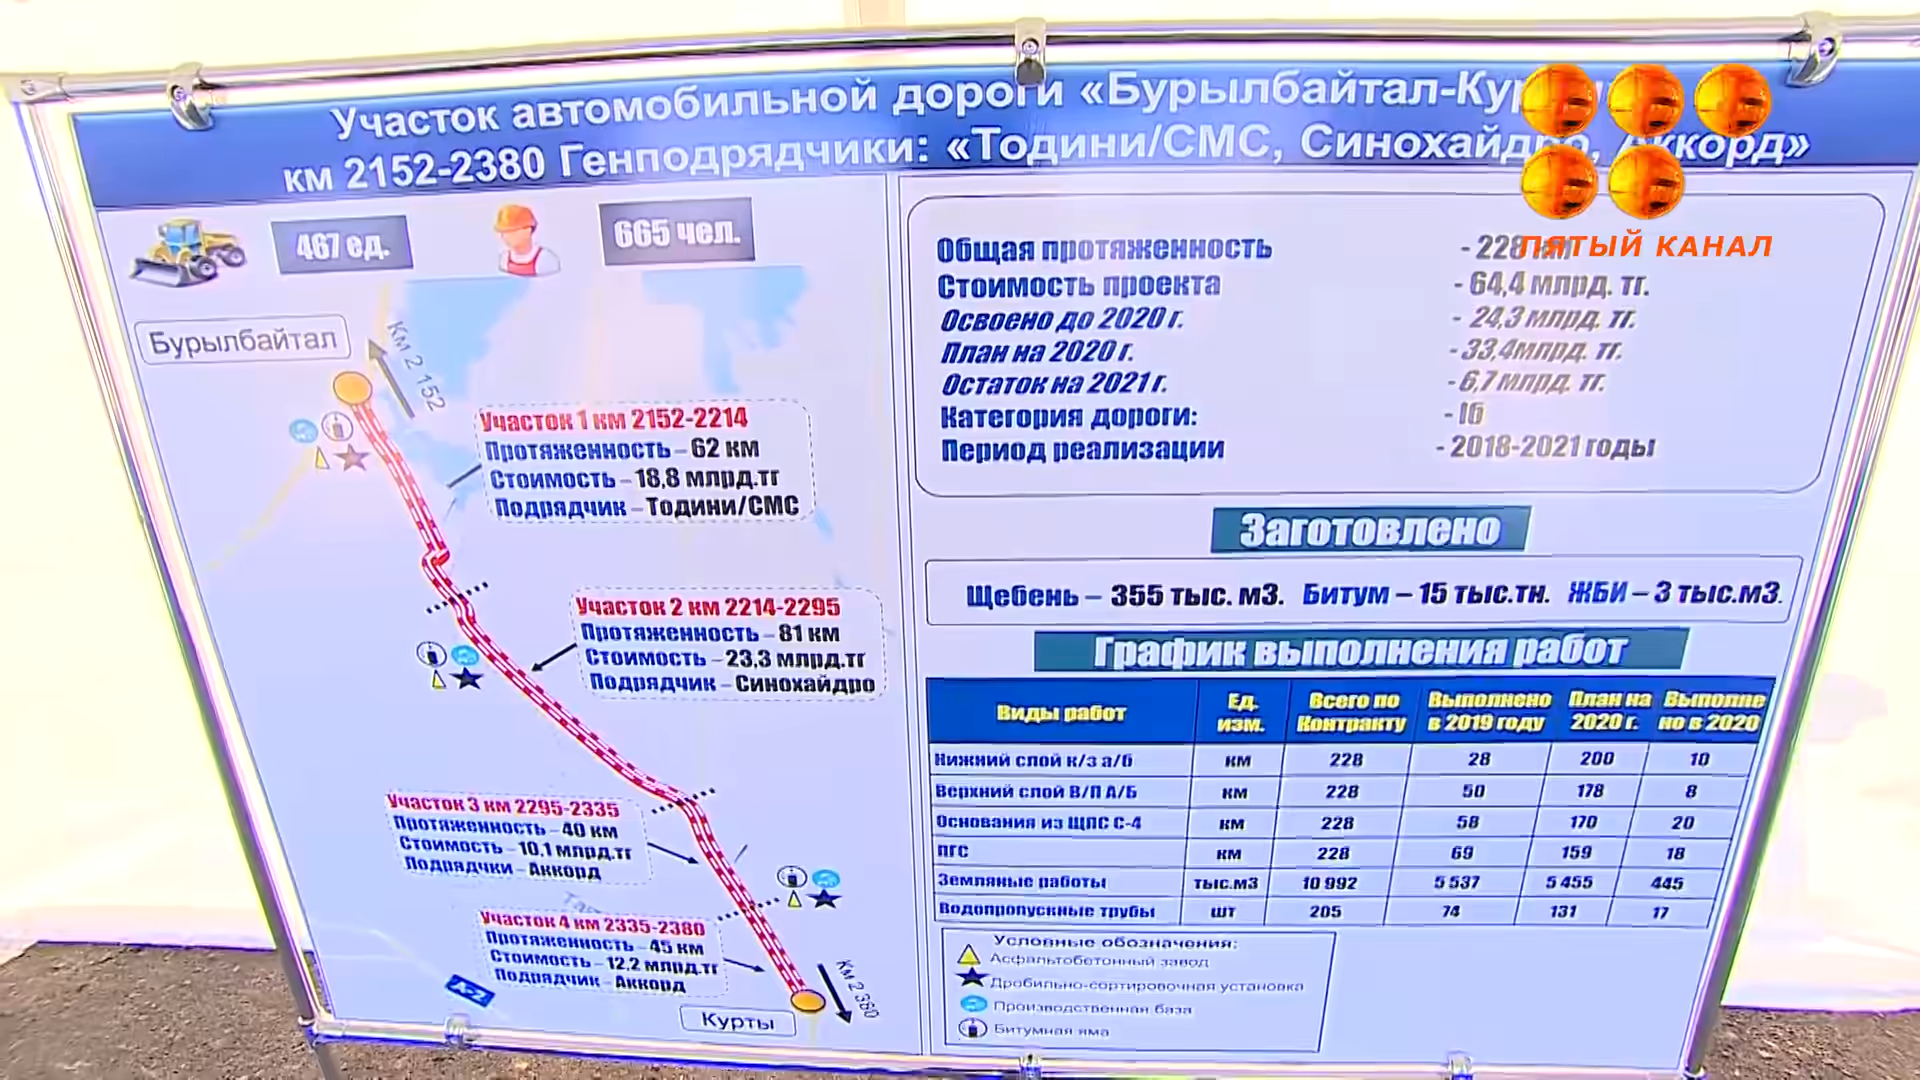 Участок автомобильной дороги «Бурылбайтал-Кур
км 2152-2380 Генподрядчики: «Тодини/СМС, Синохайдро, Аккорд»
ПЯТЫЙ КАНАЛ
467 ед.
665 чел.
Бурылбайтал
Км 2 152
Участок 1 км 2152-2214
Протяженность – 62 км
Стоимость – 18,8 млрд.тг
Подрядчик – Тодини/СМС
Участок 2 км 2214-2295
Протяженность – 81 км
Стоимость – 23,3 млрд.тг
Подрядчик – Синохайдро
Участок 3 км 2295-2335
Протяженность – 40 км
Стоимость – 10,1 млрд.тг
Подрядчки – Аккорд
Участок 4 км 2335-2380
Протяженность – 45 км
Стоимость – 12,2 млрд.тг
Подрядчик – Аккорд
Км 2 380
Курты
Общая протяженность - 228 км
Стоимость проекта - 64,4 млрд. тг.
Освоено до 2020 г. - 24,3 млрд. тг.
План на 2020 г. - 33,4млрд. тг.
Остаток на 2021 г. - 6,7 млрд. тг.
Категория дороги: - Iб
Период реализации - 2018-2021 годы
Заготовлено
Щебень – 355 тыс. м3. Битум – 15 тыс.тн. ЖБИ – 3 тыс.м3.
График выполнения работ
Виды работ Ед. изм. Всего по Контракту Выполнено в 2019 году План на 2020 г. Выполнено в 2020
Нижний слой к/з а/б км 228 28 200 10
Верхний слой В/П А/Б км 228 50 178 8
Основания из ЩПС С-4 км 228 58 170 20
ПГС км 228 69 159 18
Земляные работы тыс.м3 10 992 5 537 5 455 445
Водопропускные трубы шт 205 74 131 17
Условные обозначения:
Асфальтобетонный завод
Дробильно-сортировочная установка
Производственная база
Битумная яма